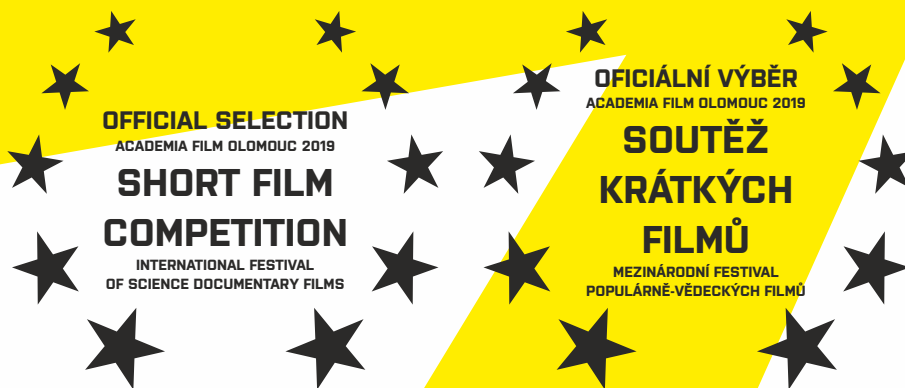 OFFICIAL SELECTION
ACADEMIA FILM OLOMOUC 2019
SHORT FILM
COMPETITION
INTERNATIONAL FESTIVAL
OF SCIENCE DOCUMENTARY FILMS
OFICIÁLNÍ VÝBĚR
ACADEMIA FILM OLOMOUC 2019
SOUTĚŽ
KRÁTKÝCH
FILMŮ
MEZINÁRODNÍ FESTIVAL
POPULÁRNĚ-VĚDECKÝCH FILMŮ